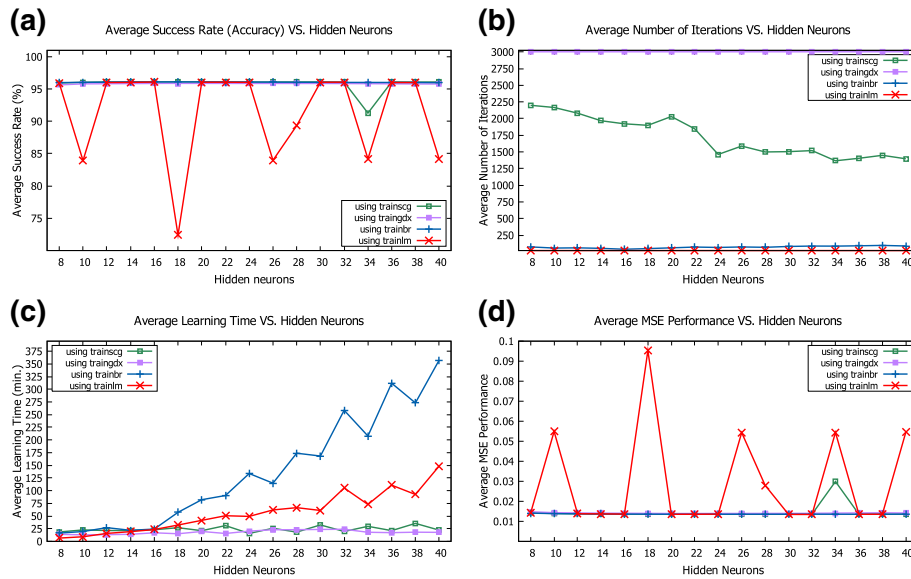 (a)
Average Success Rate (Accuracy) VS. Hidden Neurons
100
95
90
85
80
75
Average Success Rate (%)
8 10 12 14 16 18 20 22 24 26 28 30 32 34 36 38 40
Hidden neurons
using trainscg
using traingdx
using trainbr
using trainlm
(b)
Average Number of Iterations VS. Hidden Neurons
3000
2750
2500
2250
2000
1750
1500
1250
1000
750
500
250
Average Number of Iterations
8 10 12 14 16 18 20 22 24 26 28 30 32 34 36 38 40
Hidden Neurons
using trainscg
using traingdx
using trainbr
using trainlm
(c)
Average Learning Time VS. Hidden Neurons
375
350
325
300
275
250
225
200
175
150
125
100
75
50
25
0
Average Learning Time (min.)
8 10 12 14 16 18 20 22 24 26 28 30 32 34 36 38 40
Hidden Neurons
using trainscg
using traingdx
using trainbr
using trainlm
(d)
Average MSE Performance VS. Hidden Neurons
0.1
0.09
0.08
0.07
0.06
0.05
0.04
0.03
0.02
0.01
Average MSE Performance
8 10 12 14 16 18 20 22 24 26 28 30 32 34 36 38 40
Hidden Neurons
using trainscg
using traingdx
using trainbr
using trainlm